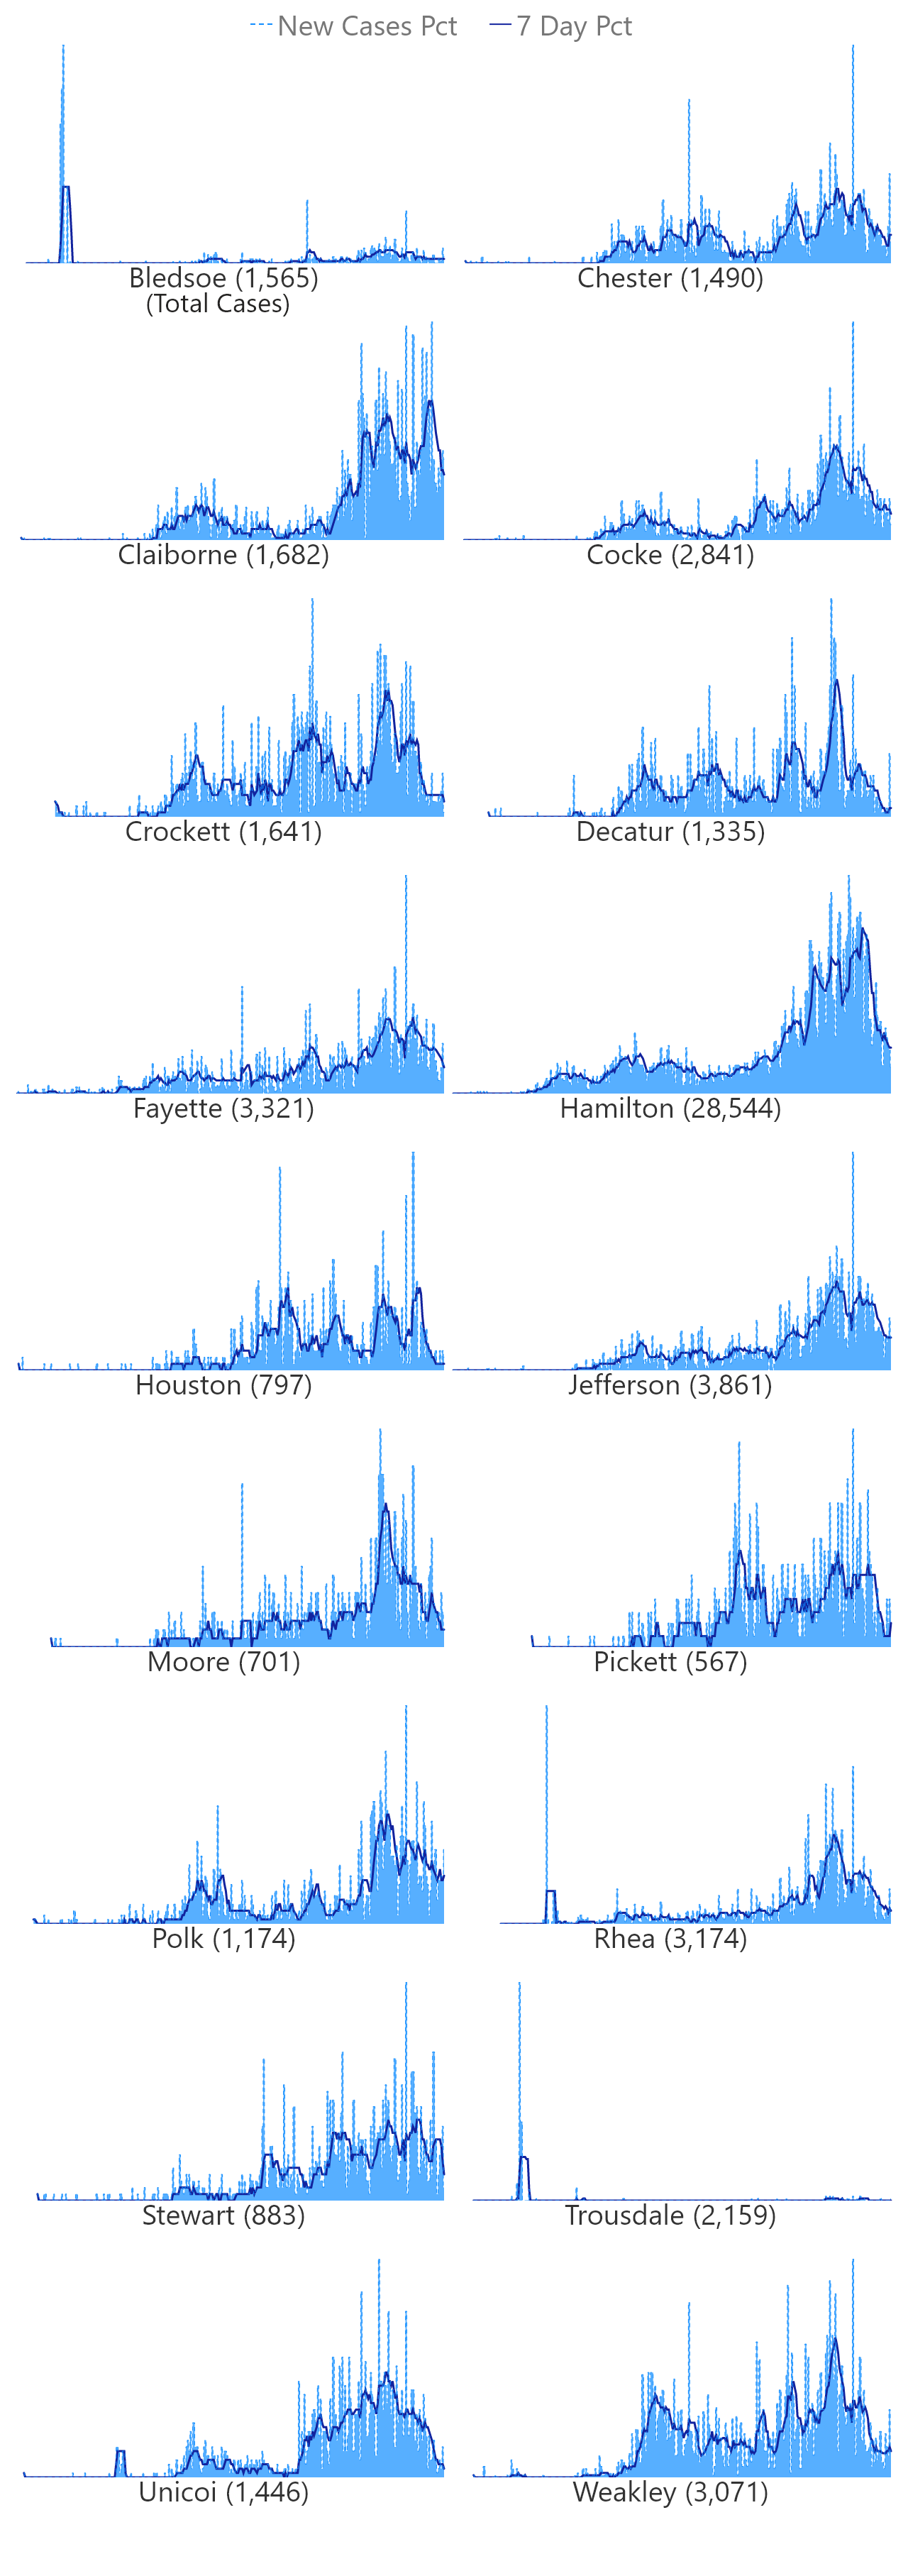 New Cases Pct 7 Day Pct
Bledsoe (1,565) Chester (1,490)
(Total Cases)
Claiborne (1,682) Cocke (2,841)
Crockett (1,641) Decatur (1,335)
Fayette (3,321) Hamilton (28,544)
Houston (797) Jefferson (3,861)
Moore (701) Pickett (567)
Polk (1,174) Rhea (3,174)
Stewart (883) Trousdale (2,159)
Unicoi (1,446) Weakley (3,071)